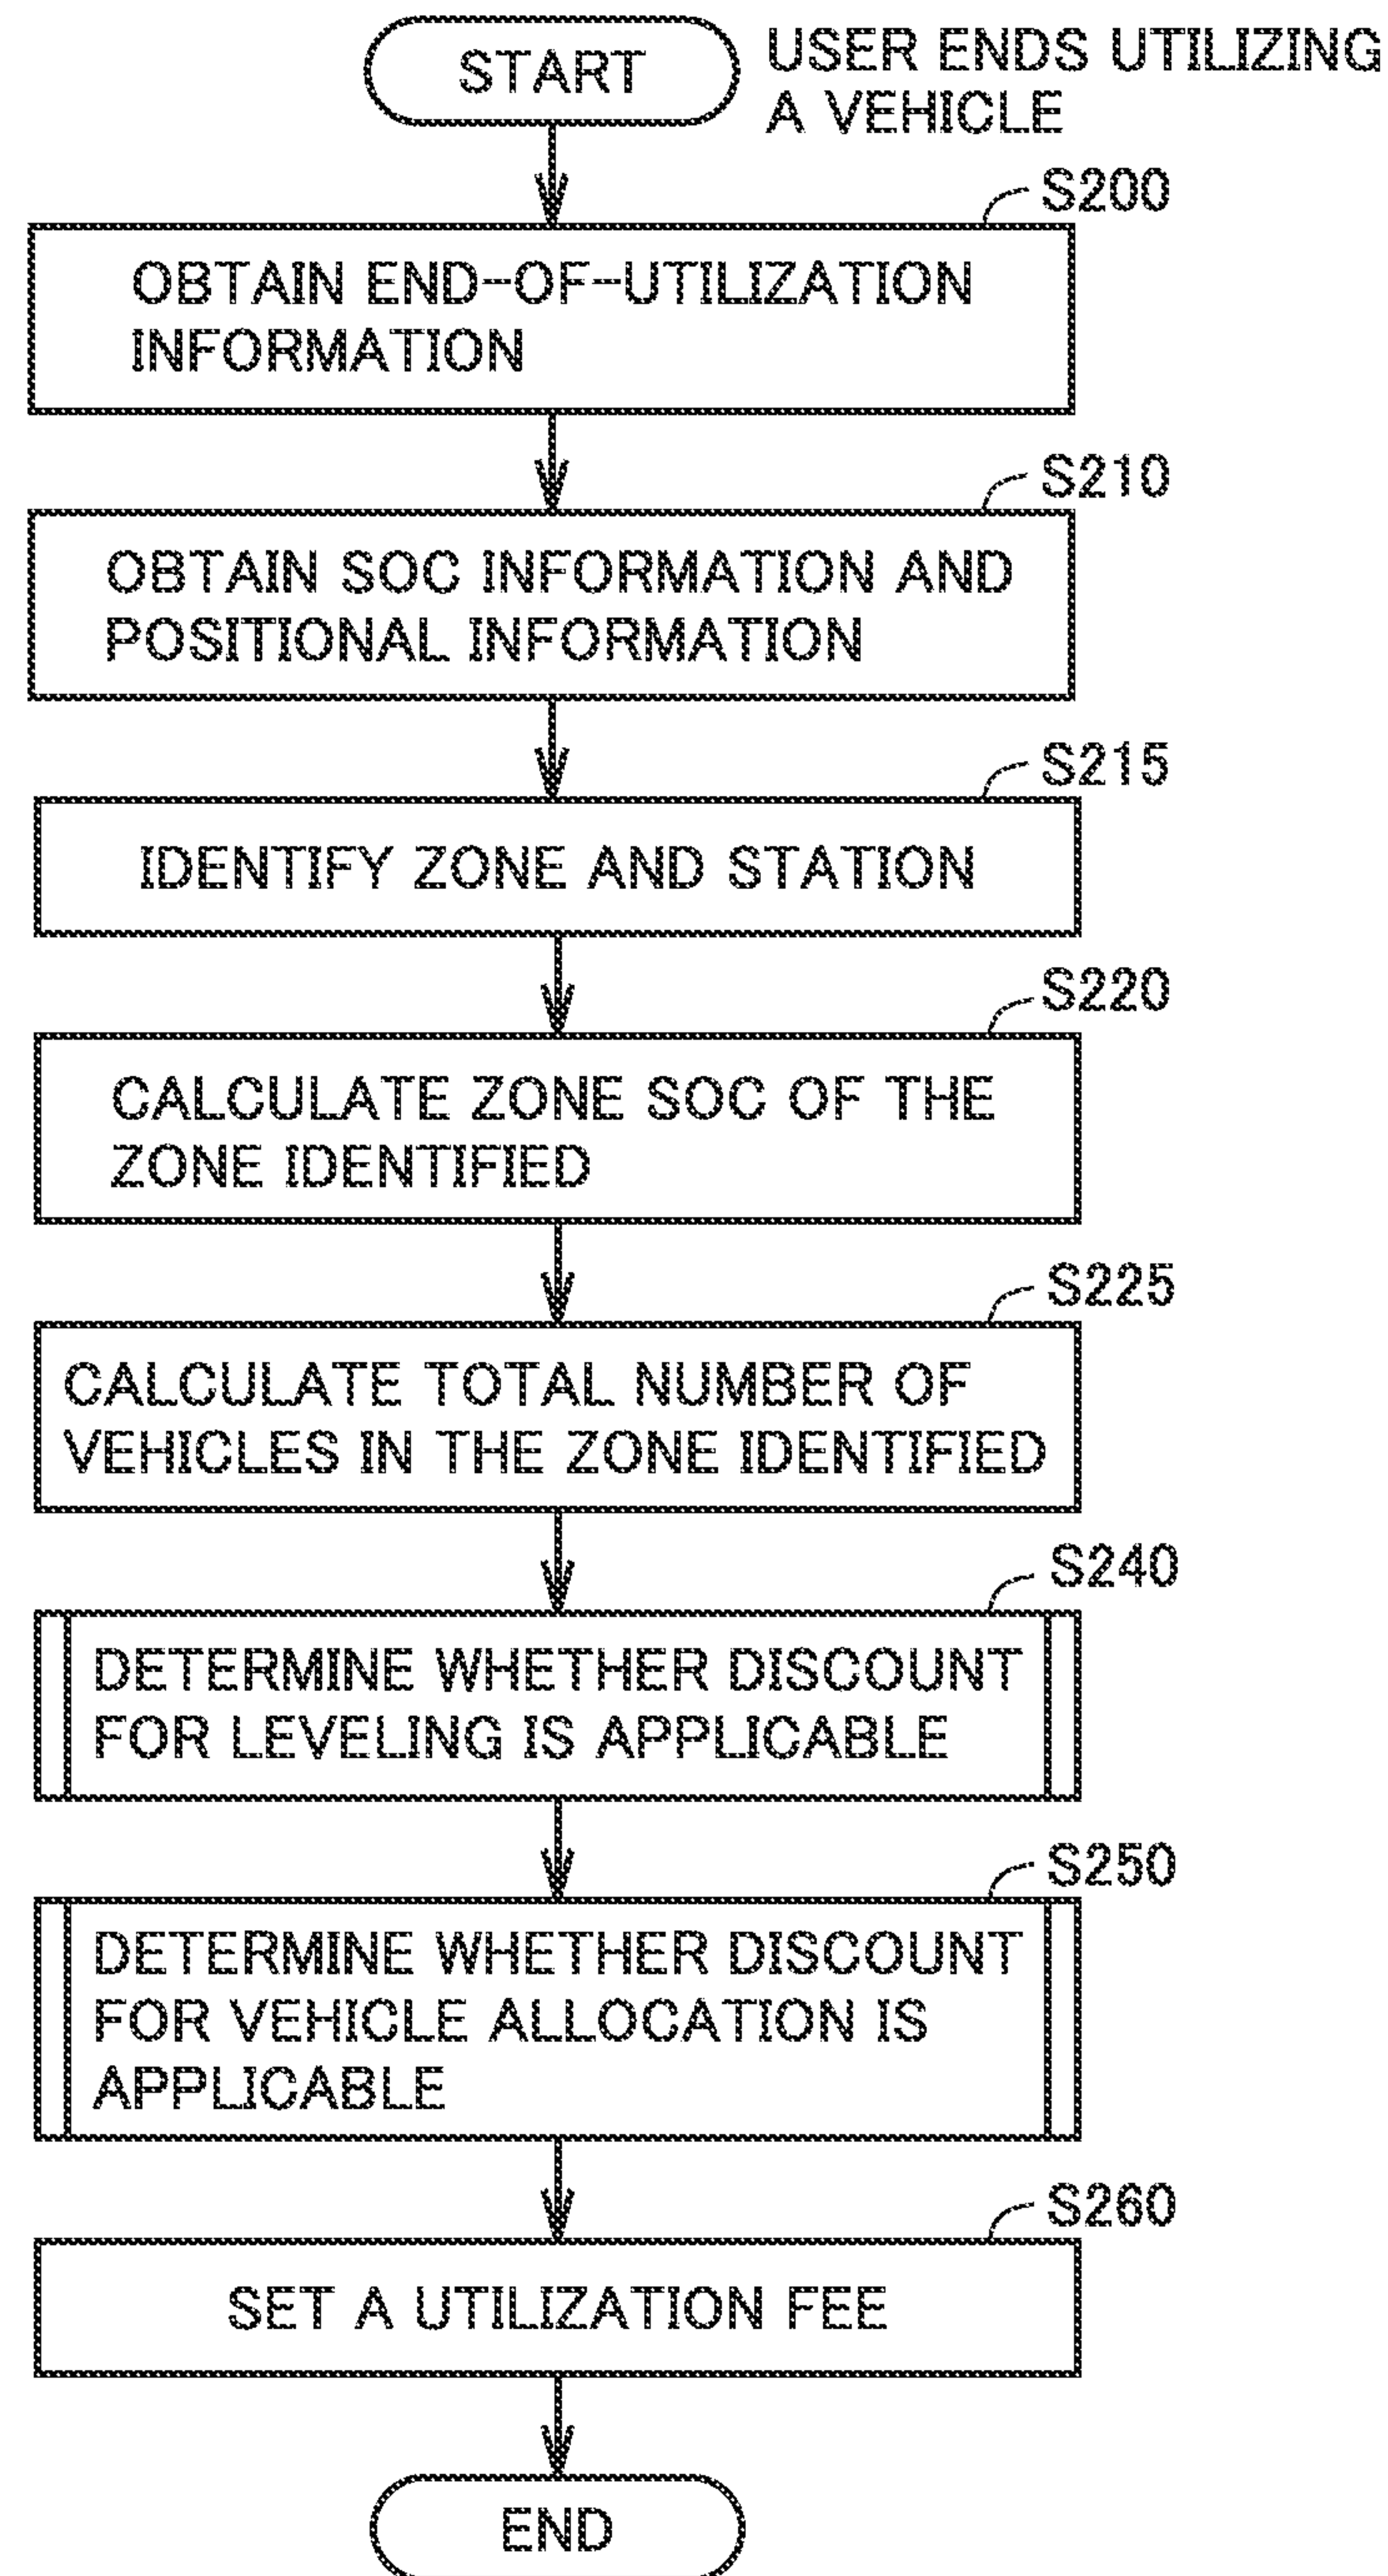 START
USER ENDS UTILIZING
A VEHICLE
S200
OBTAIN END-OF-UTILIZATION
INFORMATION
S210
OBTAIN SOC INFORMATION AND
POSITIONAL INFORMATION
S215
IDENTIFY ZONE AND STATION
S220
CALCULATE ZONE SOC OF THE
ZONE IDENTIFIED
S225
CALCULATE TOTAL NUMBER OF
VEHICLES IN THE ZONE IDENTIFIED
S240
DETERMINE WHETHER DISCOUNT
FOR LEVELING IS APPLICABLE
S250
DETERMINE WHETHER DISCOUNT
FOR VEHICLE ALLOCATION IS
APPLICABLE
S260
SET A UTILIZATION FEE
END